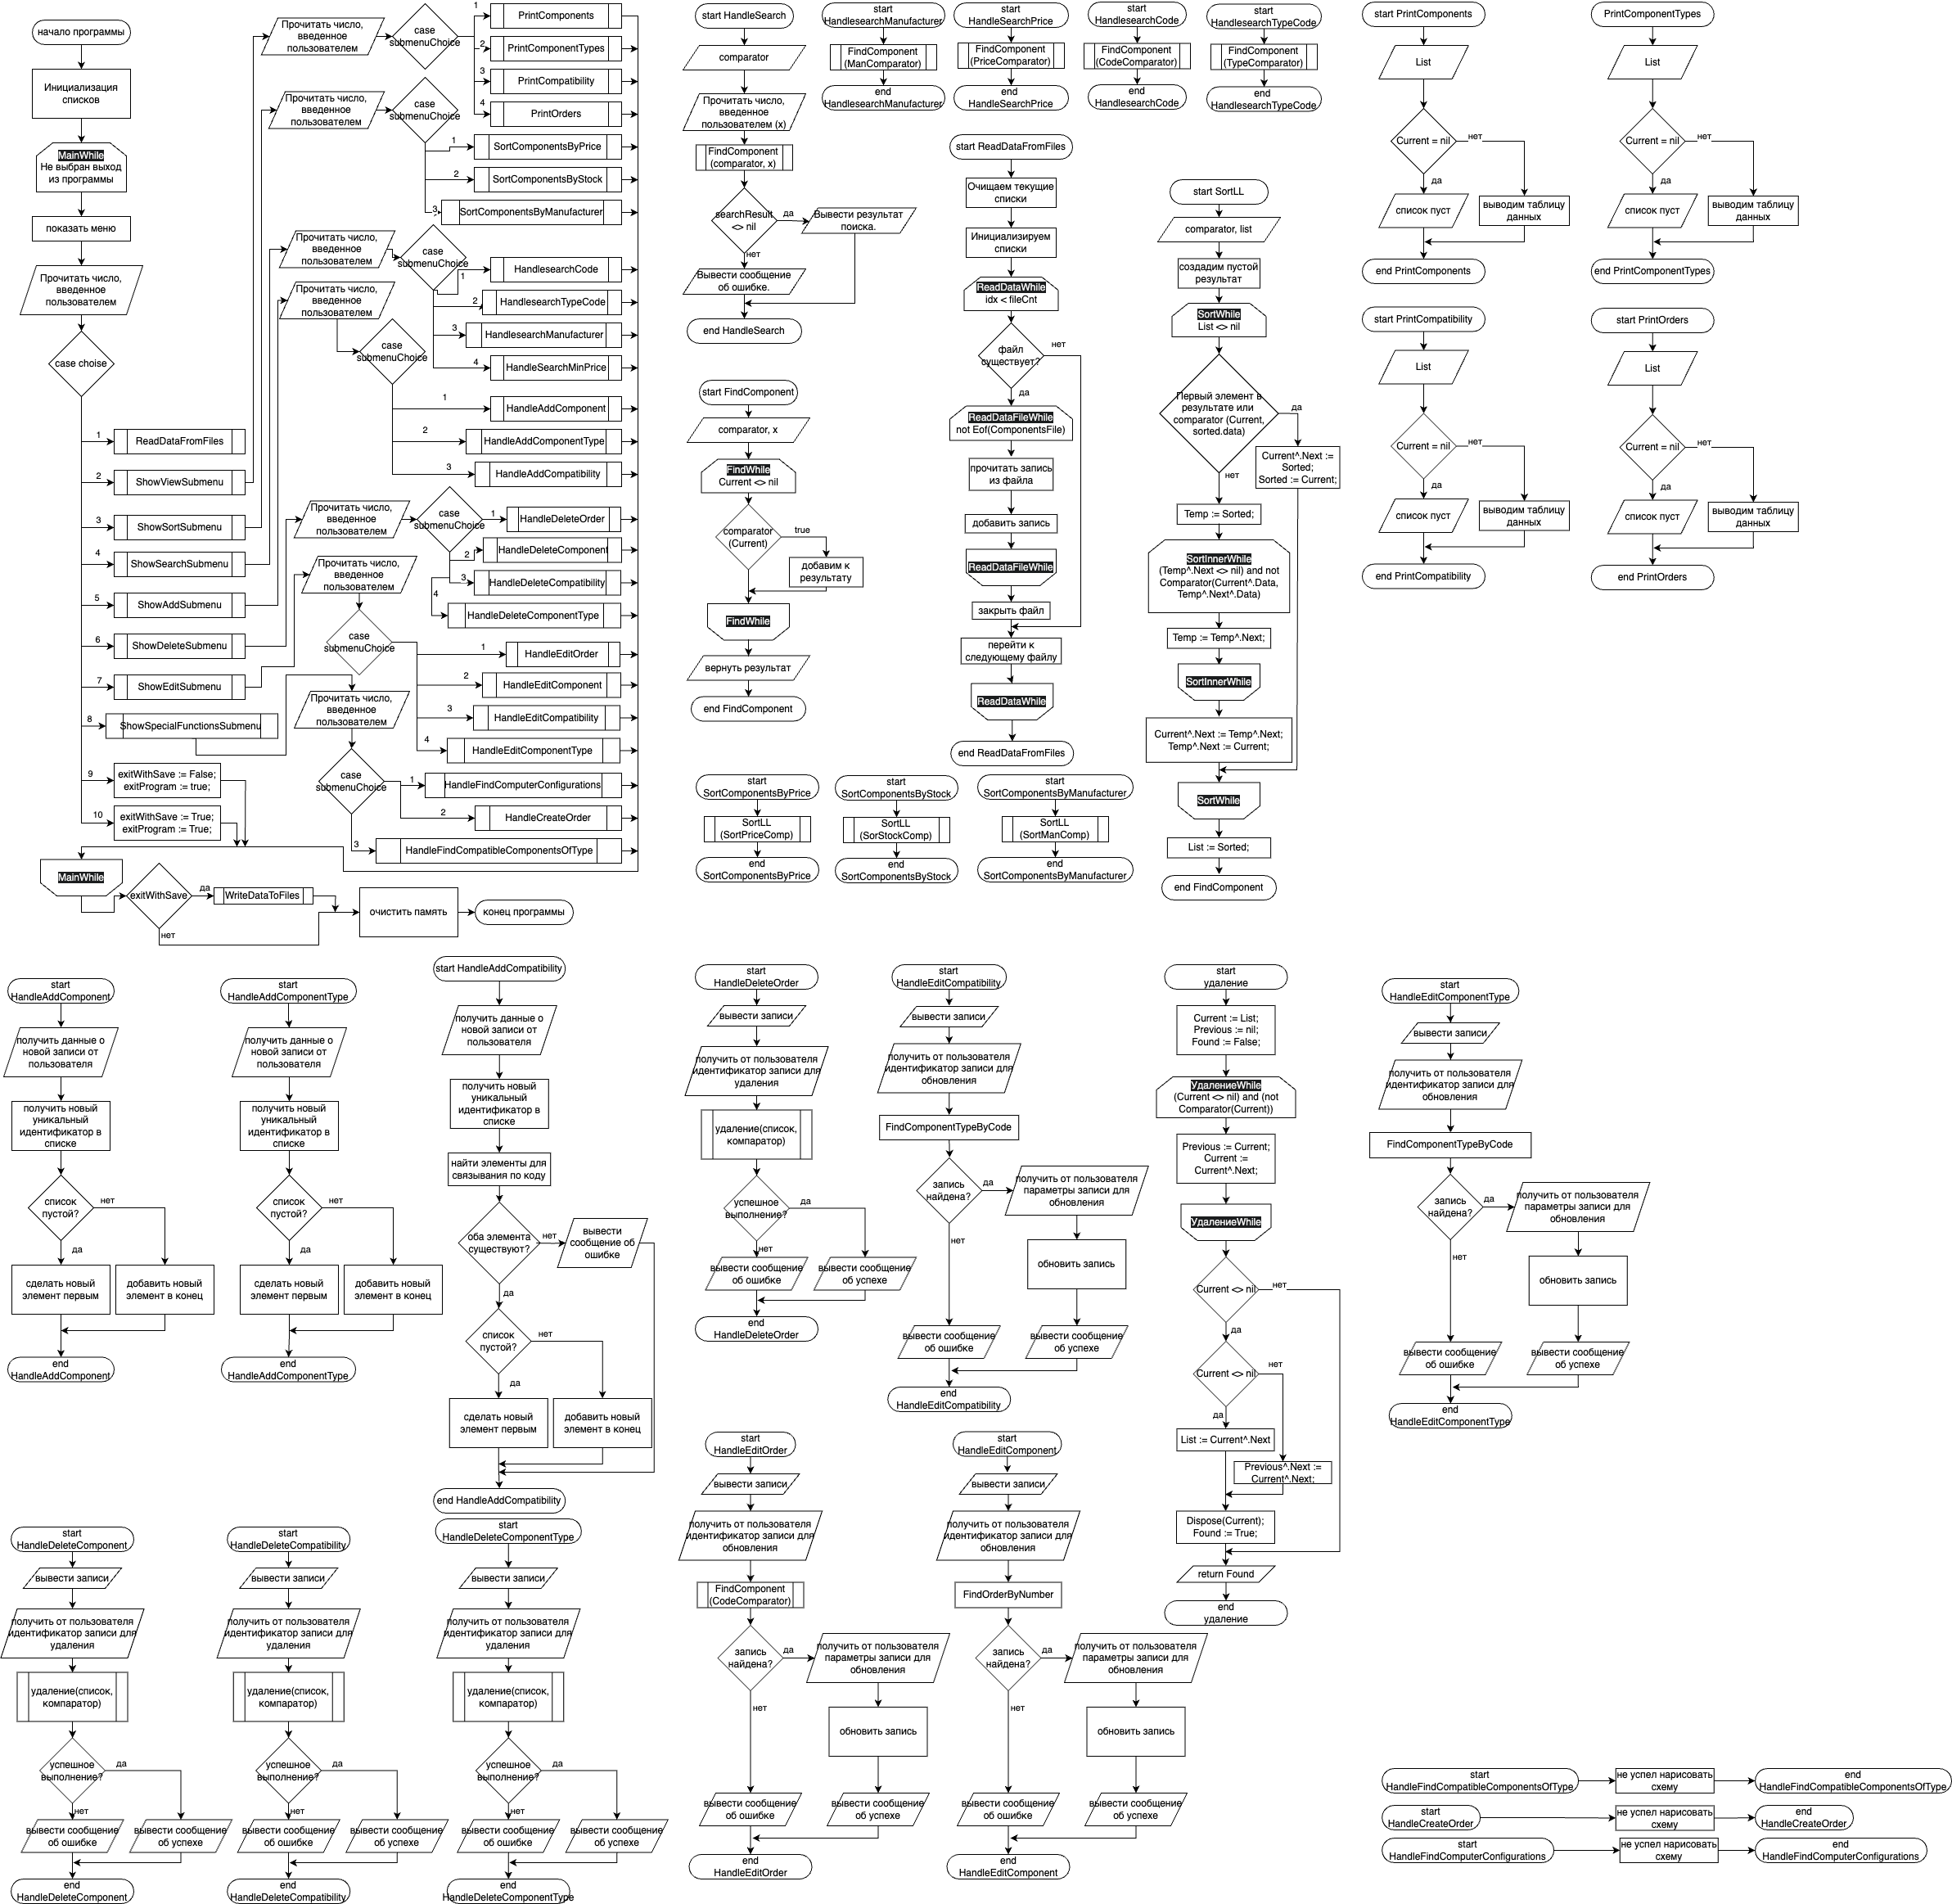 начало программы
Инициализация
списков
MainWhile
Не выбран выход
из программы
показать меню
Прочитать число,
введенное
пользователем
case choise
1
ReadDataFromFiles
2
ShowViewSubmenu
3
ShowSortSubmenu
4
ShowSearchSubmenu
5
ShowAddSubmenu
6
ShowDeleteSubmenu
7
ShowEditSubmenu
8
ShowSpecialFunctionsSubmenu
9
exitWithSave := False;
exitProgram := true;
10
exitWithSave := True;
exitProgram := True;
MainWhile
exitWithSave
да
нет
WriteDataToFiles
очистить память
конец программы
Прочитать число,
введенное
пользователем
case
submenuChoice
1
PrintComponents
2
PrintComponentTypes
3
PrintCompatibility
4
PrintOrders
Прочитать число,
введенное
пользователем
case
submenuChoice
1
SortComponentsByPrice
2
SortComponentsByStock
3
SortComponentsByManufacturer
Прочитать число,
введенное
пользователем
case
submenuChoice
1
HandlesearchCode
2
HandlesearchTypeCode
3
HandlesearchManufacturer
4
HandleSearchMinPrice
Прочитать число,
введенное
пользователем
case
submenuChoice
1
HandleAddComponent
2
HandleAddComponentType
3
HandleAddCompatibility
Прочитать число,
введенное
пользователем
case
submenuChoice
1
HandleDeleteOrder
2
HandleDeleteComponent
3
HandleDeleteCompatibility
4
HandleDeleteComponentType
Прочитать число,
введенное
пользователем
case
submenuChoice
1
HandleEditOrder
2
HandleEditComponent
3
HandleEditCompatibility
4
HandleEditComponentType
Прочитать число,
введенное
пользователем
case
submenuChoice
1
HandleFindComputerConfigurations
2
HandleCreateOrder
3
HandleFindCompatibleComponentsOfType
start HandleSearch
comparator
Прочитать число,
введенное
пользователем (x)
FindComponent
(comparator, x)
searchResult
<> nil
да
Вывести результат
поиска.
нет
Вывести сообщение
об ошибке.
end HandleSearch
start
HandlesearchManufacturer
FindComponent
(ManComparator)
end
HandlesearchManufacturer
start
HandleSearchPrice
FindComponent
(PriceComparator)
end
HandleSearchPrice
start
HandlesearchCode
FindComponent
(CodeComparator)
end
HandlesearchCode
start
HandlesearchTypeCode
FindComponent
(TypeComparator)
end
HandlesearchTypeCode
start FindComponent
comparator, x
FindWhile
Current <> nil
comparator
(Current)
true
добавим к
результату
FindWhile
вернуть результат
end FindComponent
start ReadDataFromFiles
Очищаем текущие
списки
Инициализируем
списки
ReadDataWhile
idx < fileCnt
файл
существует?
нет
да
ReadDataFileWhile
not Eof(ComponentsFile)
прочитать запись
из файла
добавить запись
ReadDataFileWhile
закрыть файл
перейти к
следующему файлу
ReadDataWhile
end ReadDataFromFiles
start SortLL
comparator, list
создадим пустой
результат
SortWhile
List <> nil
Первый элемент в
результате или
comparator (Current,
sorted.data)
да
Current^.Next :=
Sorted;
Sorted := Current;
нет
Temp := Sorted;
SortInnerWhile
(Temp^.Next <> nil) and not
Comparator(Current^.Data,
Temp^.Next^.Data)
Temp := Temp^.Next;
SortInnerWhile
Current^.Next := Temp^.Next;
Temp^.Next := Current;
SortWhile
List := Sorted;
end FindComponent
start
SortComponentsByPrice
SortLL
(SortPriceComp)
end
SortComponentsByPrice
start
SortComponentsByStock
SortLL
(SorStockComp)
end
SortComponentsByStock
start
SortComponentsByManufacturer
SortLL
(SortManComp)
end
SortComponentsByManufacturer
start PrintComponents
List
Current = nil
нет
да
список пуст
выводим таблицу
данных
end PrintComponents
PrintComponentTypes
List
Current = nil
нет
да
список пуст
выводим таблицу
данных
end PrintComponentTypes
start PrintCompatibility
List
Current = nil
нет
да
список пуст
выводим таблицу
данных
end PrintCompatibility
start PrintOrders
List
Current = nil
нет
да
список пуст
выводим таблицу
данных
end PrintOrders
start
HandleAddComponent
получить данные о
новой записи от
пользователя
получить новый
уникальный
идентификатор в
списке
список
пустой?
нет
да
сделать новый
элемент первым
добавить новый
элемент в конец
end
HandleAddComponent
start
HandleAddComponentType
получить данные о
новой записи от
пользователя
получить новый
уникальный
идентификатор в
списке
список
пустой?
нет
да
сделать новый
элемент первым
добавить новый
элемент в конец
end
HandleAddComponentType
start HandleAddCompatibility
получить данные о
новой записи от
пользователя
получить новый
уникальный
идентификатор в
списке
найти элементы для
связывания по коду
оба элемента
существуют?
нет
вывести
сообщение об
ошибке
да
список
пустой?
нет
да
сделать новый
элемент первым
добавить новый
элемент в конец
end HandleAddCompatibility
start
HandleDeleteOrder
вывести записи
получить от пользователя
идентификатор записи для
удаления
удаление(список,
компаратор)
успешное
выполнение?
да
нет
вывести сообщение
об ошибке
вывести сообщение
об успехе
end
HandleDeleteOrder
start
HandleEditCompatibility
вывести записи
получить от пользователя
идентификатор записи для
обновления
FindComponentTypeByCode
запись
найдена?
да
получить от пользователя
параметры записи для
обновления
нет
обновить запись
вывести сообщение
об ошибке
вывести сообщение
об успехе
end
HandleEditCompatibility
start
удаление
Current := List;
Previous := nil;
Found := False;
УдалениеWhile
(Current <> nil) and (not
Comparator(Current))
Previous := Current;
Current :=
Current^.Next;
УдалениеWhile
Current <> nil
нет
да
Current <> nil
нет
да
List := Current^.Next
Previous^.Next :=
Current^.Next;
Dispose(Current);
Found := True;
return Found
end
удаление
start
HandleEditComponentType
вывести записи
получить от пользователя
идентификатор записи для
обновления
FindComponentTypeByCode
запись
найдена?
да
получить от пользователя
параметры записи для
обновления
нет
обновить запись
вывести сообщение
об ошибке
вывести сообщение
об успехе
end
HandleEditComponentType
start
HandleEditOrder
вывести записи
получить от пользователя
идентификатор записи для
обновления
FindComponent
(CodeComparator)
запись
найдена?
да
получить от пользователя
параметры записи для
обновления
нет
обновить запись
вывести сообщение
об ошибке
вывести сообщение
об успехе
end
HandleEditOrder
start
HandleEditComponent
вывести записи
получить от пользователя
идентификатор записи для
обновления
FindOrderByNumber
запись
найдена?
да
получить от пользователя
параметры записи для
обновления
нет
обновить запись
вывести сообщение
об ошибке
вывести сообщение
об успехе
end
HandleEditComponent
start
HandleDeleteComponent
вывести записи
получить от пользователя
идентификатор записи для
удаления
удаление(список,
компаратор)
успешное
выполнение?
да
нет
вывести сообщение
об ошибке
вывести сообщение
об успехе
end
HandleDeleteComponent
start
HandleDeleteCompatibility
вывести записи
получить от пользователя
идентификатор записи для
удаления
удаление(список,
компаратор)
успешное
выполнение?
да
нет
вывести сообщение
об ошибке
вывести сообщение
об успехе
end
HandleDeleteCompatibility
start
HandleDeleteComponentType
вывести записи
получить от пользователя
идентификатор записи для
удаления
удаление(список,
компаратор)
успешное
выполнение?
да
нет
вывести сообщение
об ошибке
вывести сообщение
об успехе
end
HandleDeleteComponentType
start
HandleFindCompatibleComponentsOfType
не успел нарисовать
схему
end
HandleFindCompatibleComponentsOfType
start
HandleCreateOrder
не успел нарисовать
схему
end
HandleCreateOrder
start
HandleFindComputerConfigurations
не успел нарисовать
схему
end
HandleFindComputerConfigurations